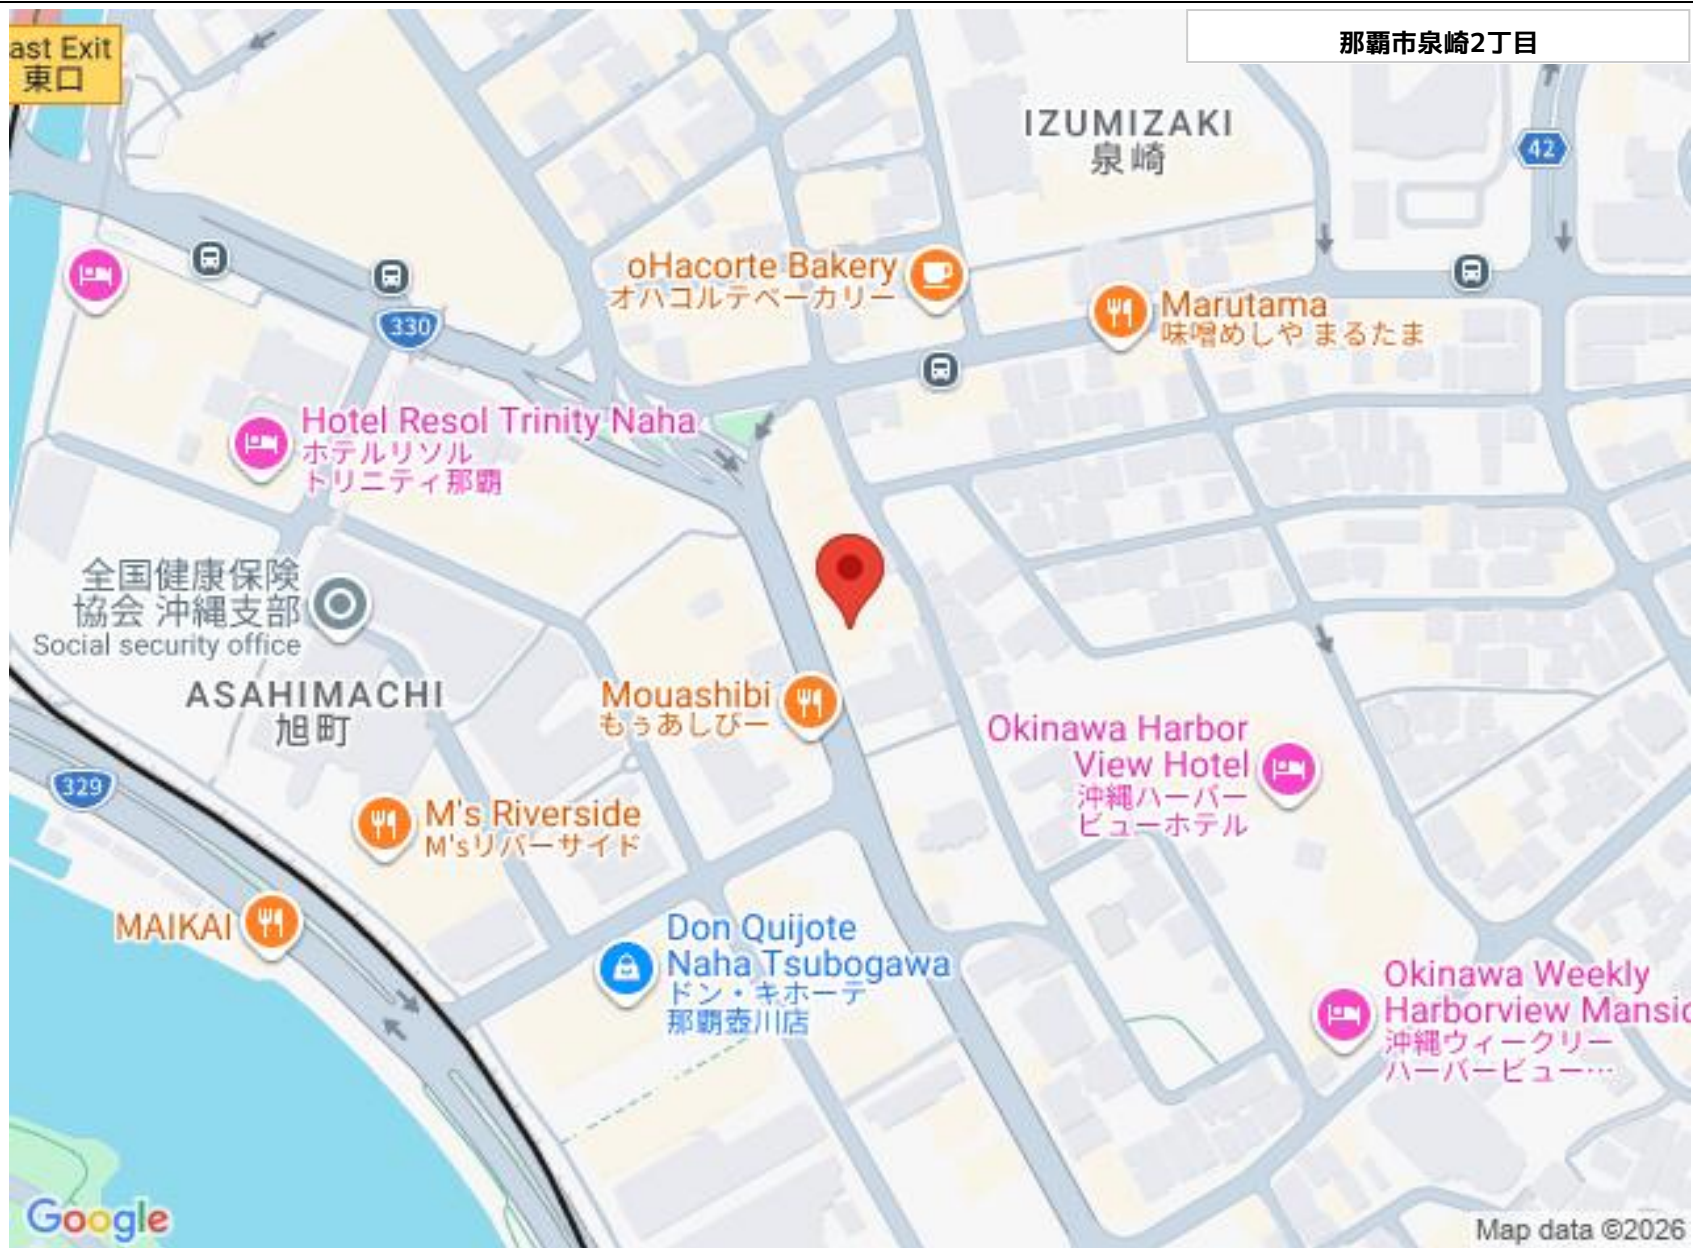 那覇市泉崎2丁目
ast Exit
東口
IZUMIZAKI
泉崎
42
oHacorte Bakery
オハコルテベーカリー
Marutama
味噌めしや まるたま
330
Hotel Resol Trinity Naha
ホテルリソル
トリニティ那覇
全国健康保険
協会 沖縄支部
Social security office
ASAHIMACHI
旭町
Mouashibi
もぅあしびー
Okinawa Harbor
View Hotel
沖縄ハーバー
ビューホテル
329
M's Riverside
M'sリバーサイド
MAIKAI
Don Quijote
Naha Tsubogawa
ドン・キホーテ
那覇壺川店
Okinawa Weekly
Harborview Mansio
沖縄ウィークリー
ハーバービュー…
Google
Map data ©2026